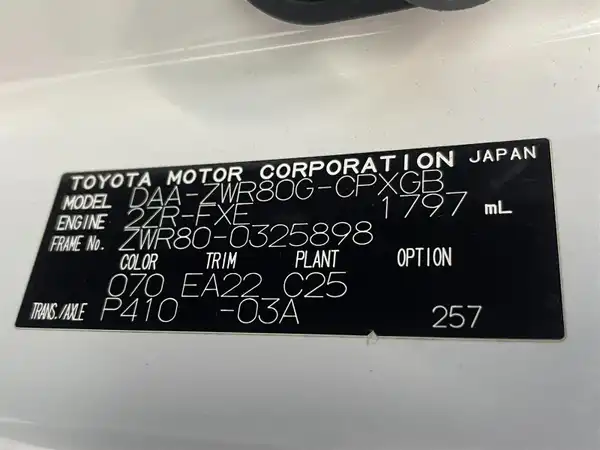 TOYOTA MOTOR CORPORATION JAPAN
MODEL DAA-ZWR80G-CPXGB
ENGINE 2ZR-FXE 1797 mL
FRAME No. ZWR80-0325898
COLOR TRIM PLANT OPTION
070 EA22 C25
TRANS./AXLE P410 -03A 257